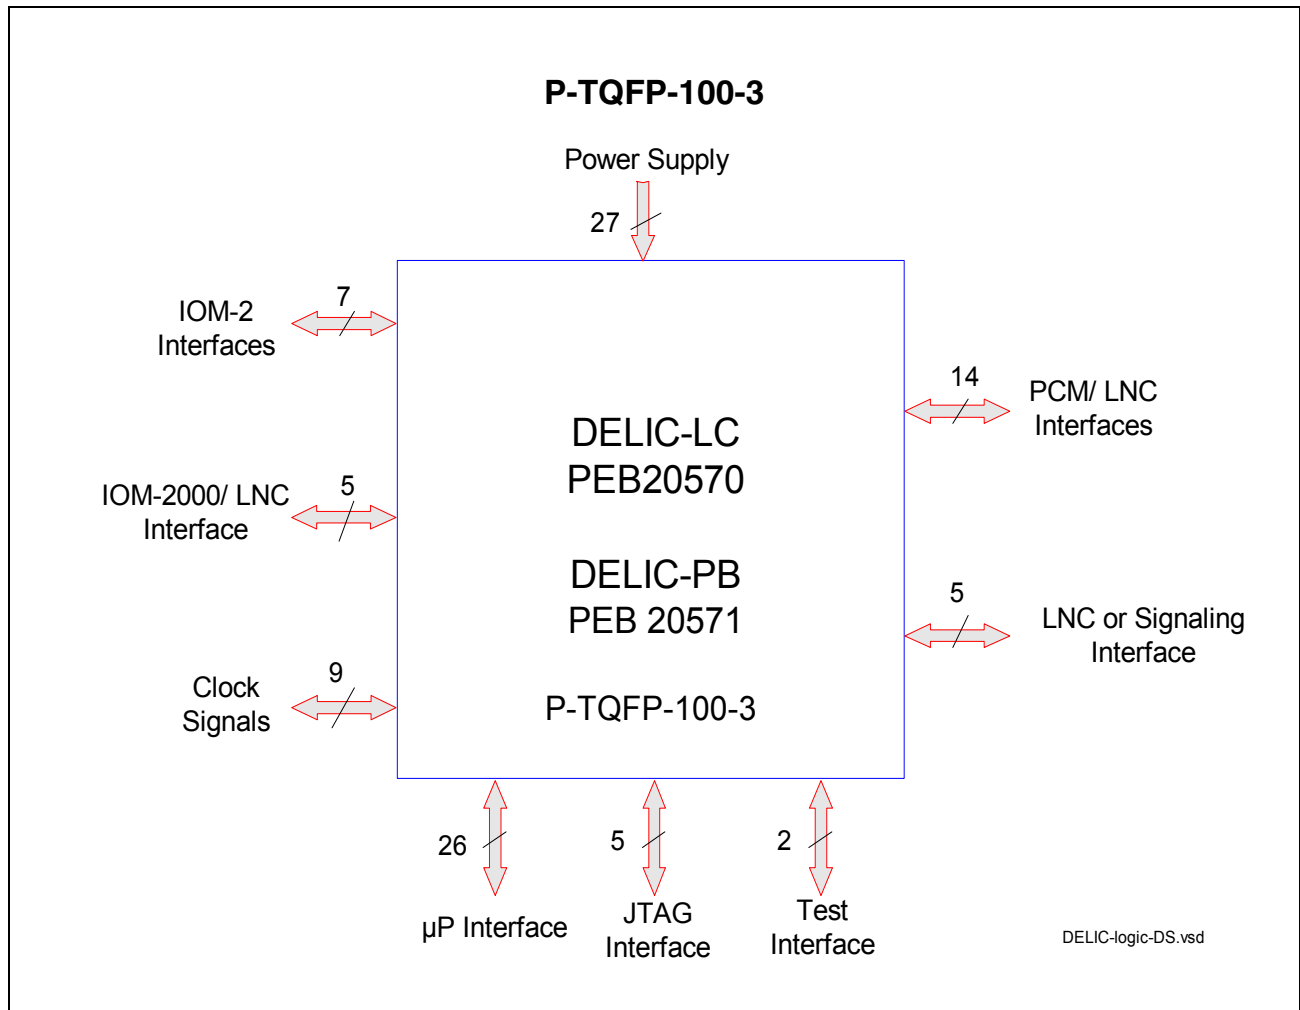 P-TQFP-100-3
Power Supply
27
7
IOM-2
Interfaces
14
PCM/ LNC
Interfaces
DELIC-LC
PEB20570
5
IOM-2000/ LNC
Interface
DELIC-PB
PEB 20571
5
LNC or Signaling
Interface
9
Clock
Signals
P-TQFP-100-3
26
5
2
µP Interface
JTAG
Interface
Test
Interface
DELIC-logic-DS.vsd